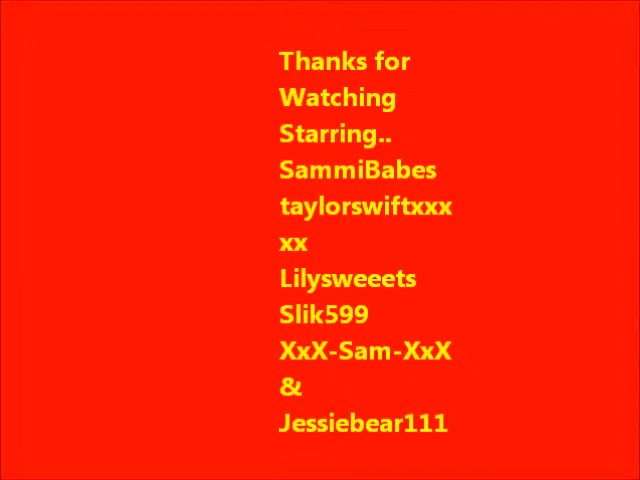 Thanks for
Watching
Starring..
SammiBabes
taylorswiftxxx
xx
Lilysweeets
Slik599
XxX-Sam-XxX
&
Jessiebear111